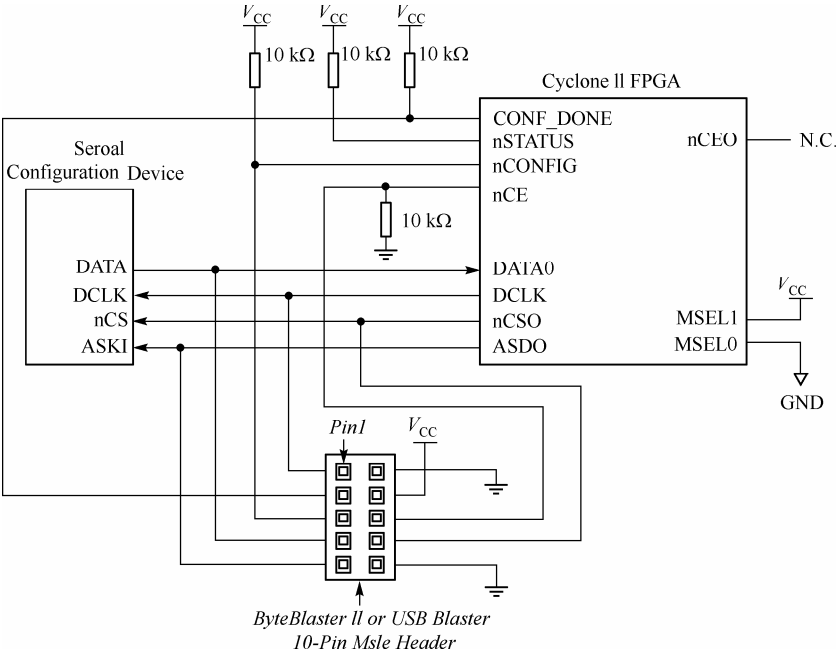 VCC
VCC
VCC
10 kΩ
10 kΩ
10 kΩ
Cyclone ll FPGA
CONF_DONE
nSTATUS
nCONFIG
nCE
nCEO
N.C.
Seroal
Configuration Device
10 kΩ
DATA
DCLK
nCS
ASKI
DATA0
DCLK
nCSO
ASDO
VCC
MSEL1
MSEL0
GND
Pin1
VCC
ByteBlaster ll or USB Blaster
10-Pin Msle Header